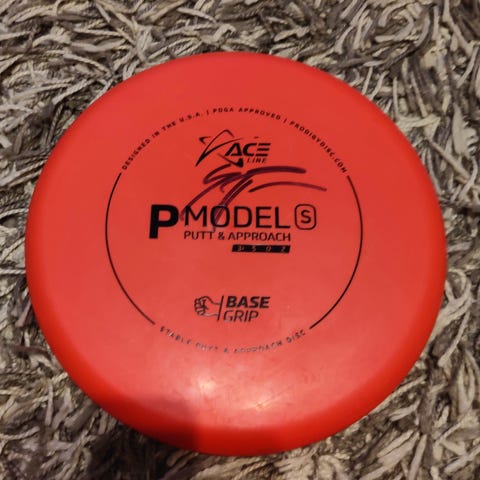 DESIGNED IN THE U.S.A. | PDGA APPROVED | PRODIGYDISC.COM
ACE
LINE
P MODEL S
PUTT & APPROACH
BASE
GRIP
STABLE PUTT & APPROACH DISC